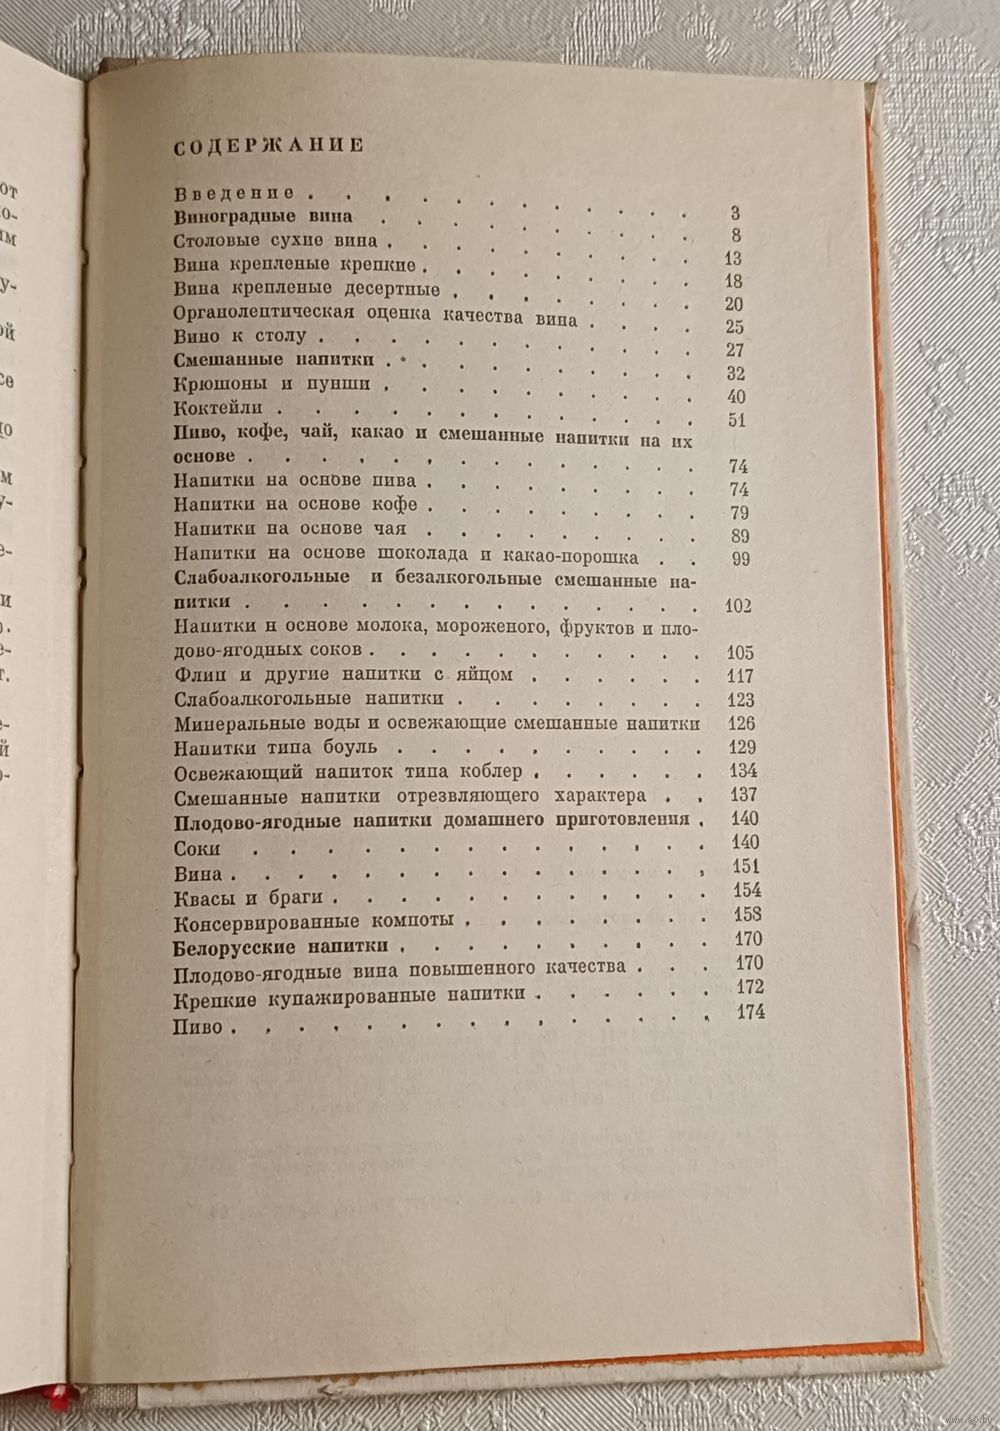 СОДЕРЖАНИЕ
Введение . . . . . . . . . . . . 3
Виноградные вина . . . . . . . . . . 8
Столовые сухие вина . . . . . . . . . 13
Вина крепленые крепкие . . . . . . . . 18
Вина крепленые десертные . . . . . . . 20
Органолептическая оценка качества вина . . . . 25
Вино к столу . . . . . . . . . . . 27
Смешанные напитки . . . . . . . . . 32
Крюшоны и пунши . . . . . . . . . 40
Коктейли . . . . . . . . . . . . 51
Пиво, кофе, чай, какао и смешанные напитки на их
основе . . . . . . . . . . . . . 74
Напитки на основе пива . . . . . . . . 74
Напитки на основе кофе . . . . . . . . 79
Напитки на основе чая . . . . . . . . 89
Напитки на основе шоколада и какао-порошка . . 99
Слабоалкогольные и безалкогольные смешанные на-
питки . . . . . . . . . . . . . 102
Напитки н основе молока, мороженого, фруктов и пло-
дово-ягодных соков . . . . . . . . . . 105
Флип и другие напитки с яйцом . . . . . . 117
Слабоалкогольные напитки . . . . . . . . 123
Минеральные воды и освежающие смешанные напитки 126
Напитки типа боуль . . . . . . . . . 129
Освежающий напиток типа коблер . . . . . . 134
Смешанные напитки отрезвляющего характера . . 137
Плодово-ягодные напитки домашнего приготовления . 140
Соки . . . . . . . . . . . . . . 140
Вина . . . . . . . . . . . . . . 151
Квасы и браги . . . . . . . . . . . 154
Консервированные компоты . . . . . . . . 158
Белорусские напитки . . . . . . . . . 170
Плодово-ягодные вина повышенного качества . . . 170
Крепкие купажированные напитки . . . . . . 172
Пиво . . . . . . . . . . . . . . 174
www.ay.by